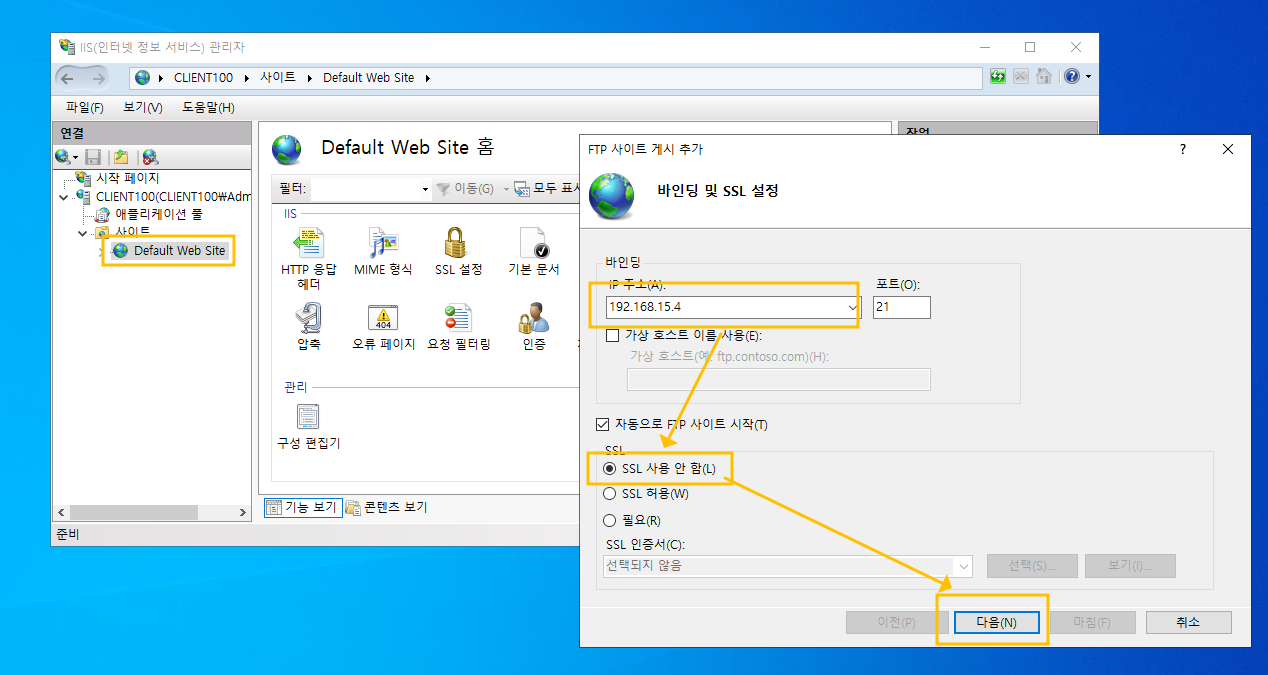 IIS(인터넷 정보 서비스) 관리자
CLIENT100 사이트 Default Web Site
파일(F) 보기(V) 도움말(H)
연결
시작 페이지
CLIENT100(CLIENT100₩Adm
애플리케이션 풀
사이트
Default Web Site
준비
Default Web Site 홈
필터: 이동(G) 모두 표시
IIS
HTTP 응답 헤더
MIME 형식
SSL 설정
기본 문서
압축
404
오류 페이지
요청 필터링
인증
관리
구성 편집기
기능 보기 콘텐츠 보기
작업
FTP 사이트 게시 추가
?
바인딩 및 SSL 설정
바인딩
IP 주소(A): 포트(O):
192.168.15.4 21
가상 호스트 이름 사용(E):
가상 호스트(예: ftp.contoso.com)(H):
자동으로 FTP 사이트 시작(T)
SSL
SSL 사용 안 함(L)
SSL 허용(W)
필요(R)
SSL 인증서(C):
선택되지 않음 선택(S)... 보기(I)...
이전(P) 다음(N) 마침(F) 취소